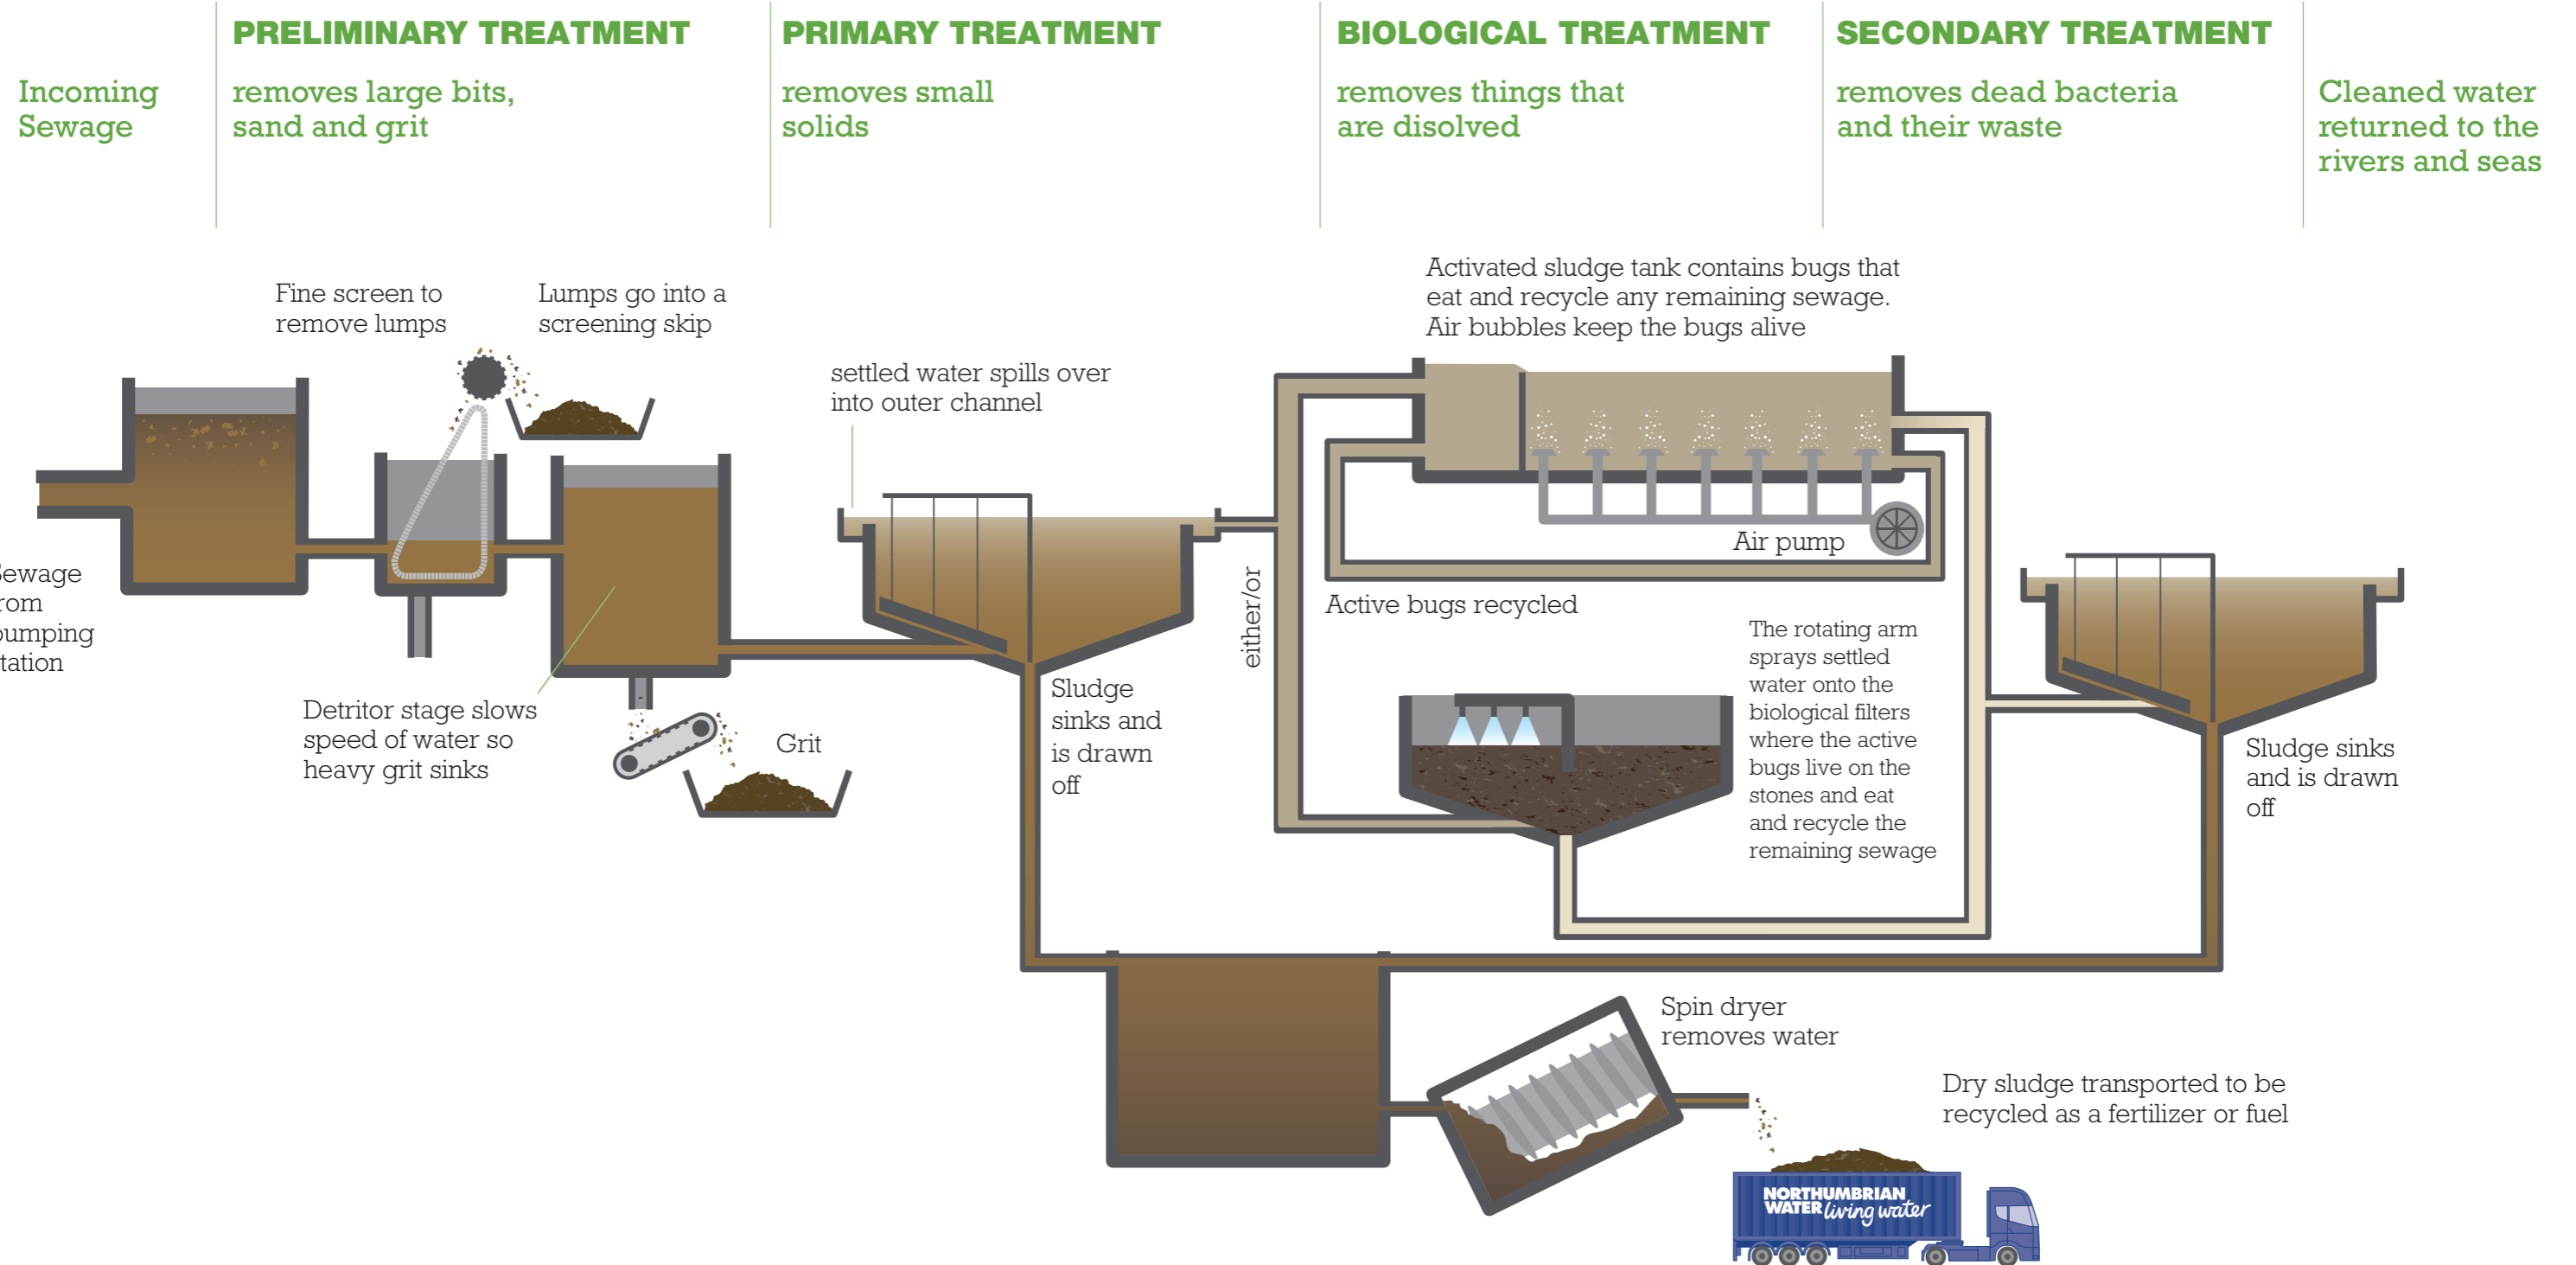 PRELIMINARY TREATMENT
PRIMARY TREATMENT
BIOLOGICAL TREATMENT
SECONDARY TREATMENT
Incoming
Sewage
removes large bits,
sand and grit
removes small
solids
removes things that
are disolved
removes dead bacteria
and their waste
Cleaned water
returned to the
rivers and seas
Fine screen to
remove lumps
Lumps go into a
screening skip
settled water spills over
into outer channel
Activated sludge tank contains bugs that
eat and recycle any remaining sewage.
Air bubbles keep the bugs alive
Air pump
Active bugs recycled
either/or
Sewage
rom
pumping
tation
Detritor stage slows
speed of water so
heavy grit sinks
Grit
Sludge
sinks and
is drawn
off
The rotating arm
sprays settled
water onto the
biological filters
where the active
bugs live on the
stones and eat
and recycle the
remaining sewage
Sludge sinks
and is drawn
off
Spin dryer
removes water
Dry sludge transported to be
recycled as a fertilizer or fuel
NORTHUMBRIAN
WATER living water